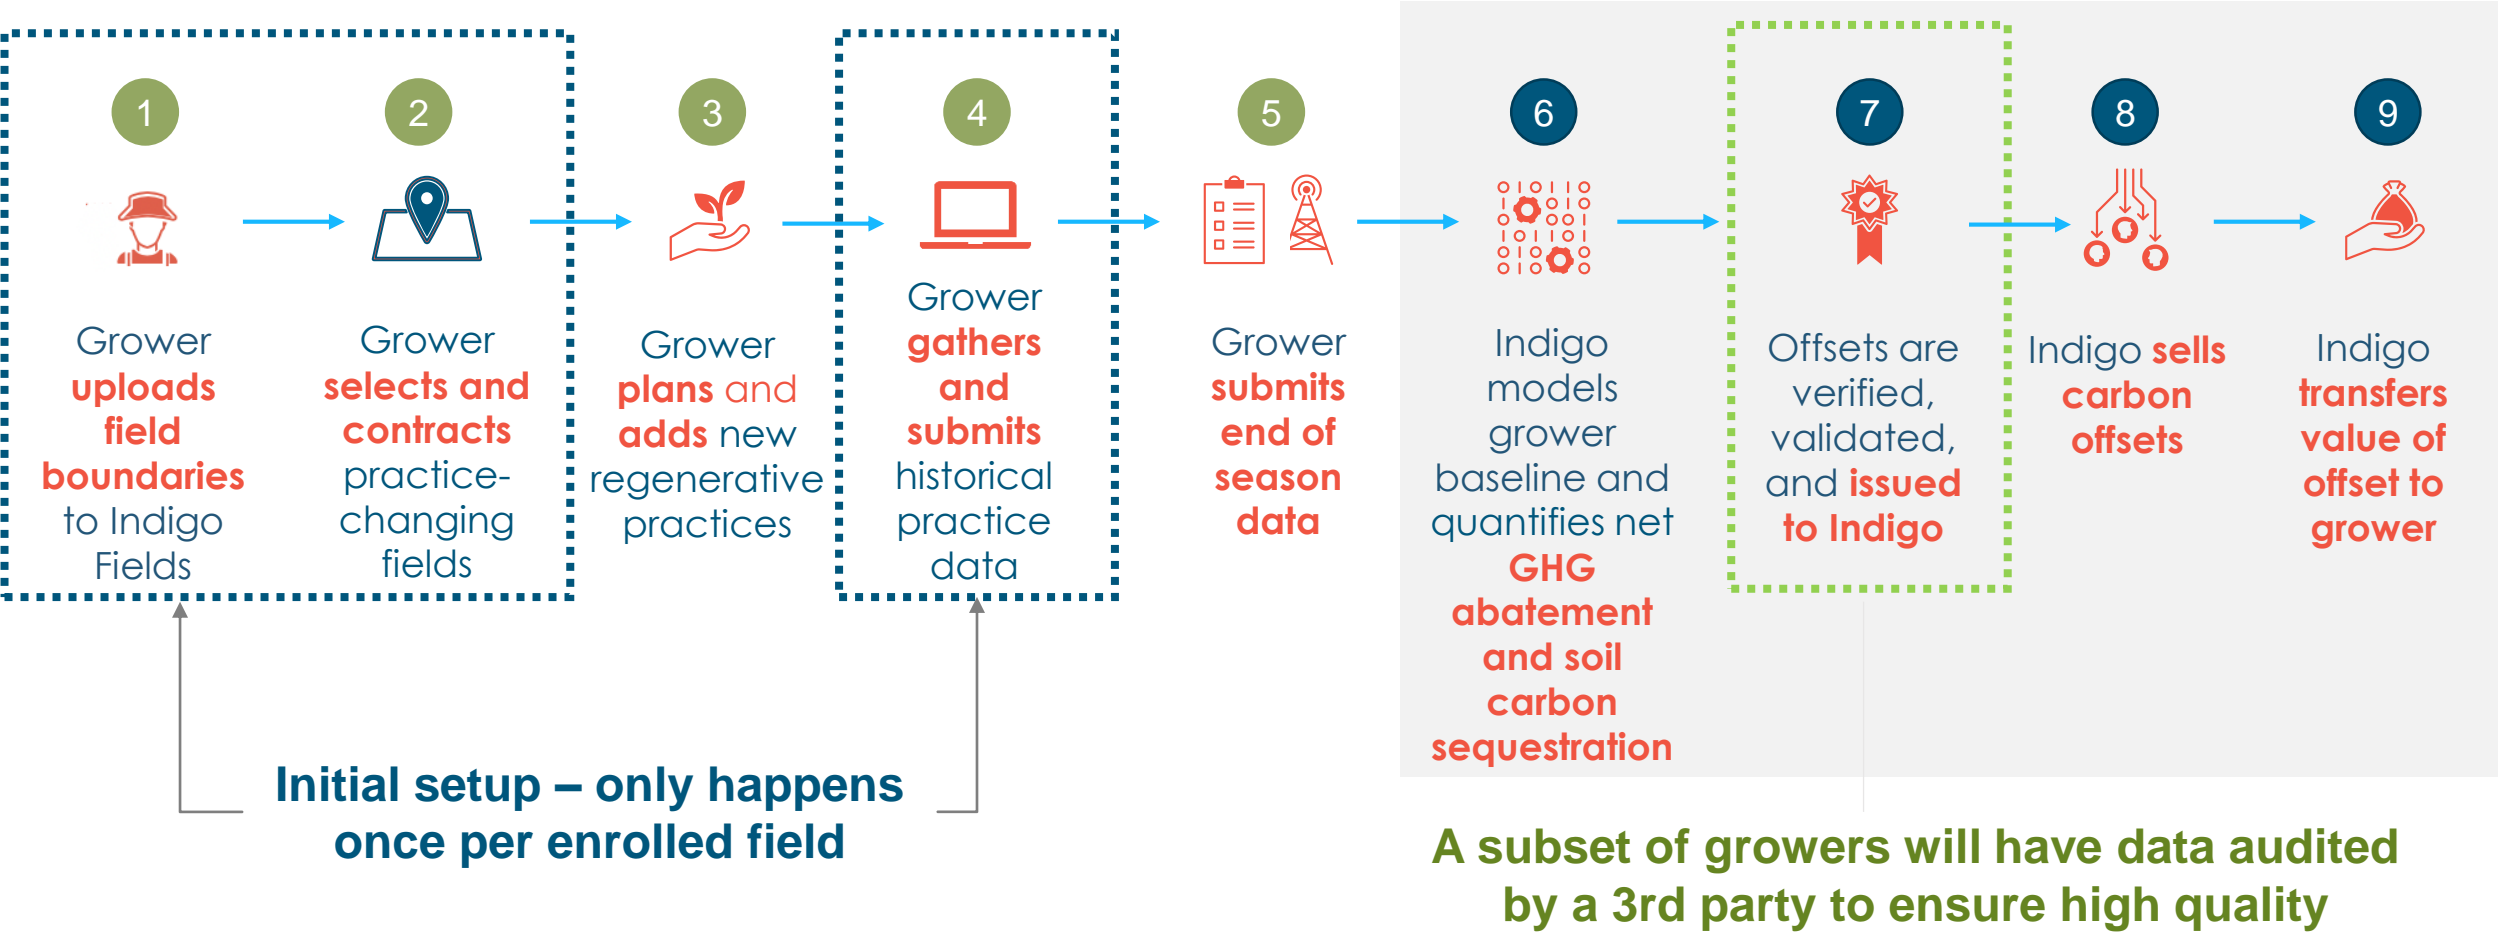 1
Grower
uploads
field
boundaries
to Indigo
Fields
2
Grower
selects and
contracts
practice-
changing
fields
3
Grower
plans and
adds new
regenerative
practices
4
Grower
gathers
and
submits
historical
practice
data
5
Grower
submits
end of
season
data
6
Indigo
models
grower
baseline and
quantifies net
GHG
abatement
and soil
carbon
sequestration
7
Offsets are
verified,
validated,
and issued
to Indigo
8
Indigo sells
carbon
offsets
9
Indigo
transfers
value of
offset to
grower
Initial setup – only happens
once per enrolled field
A subset of growers will have data audited
by a 3rd party to ensure high quality